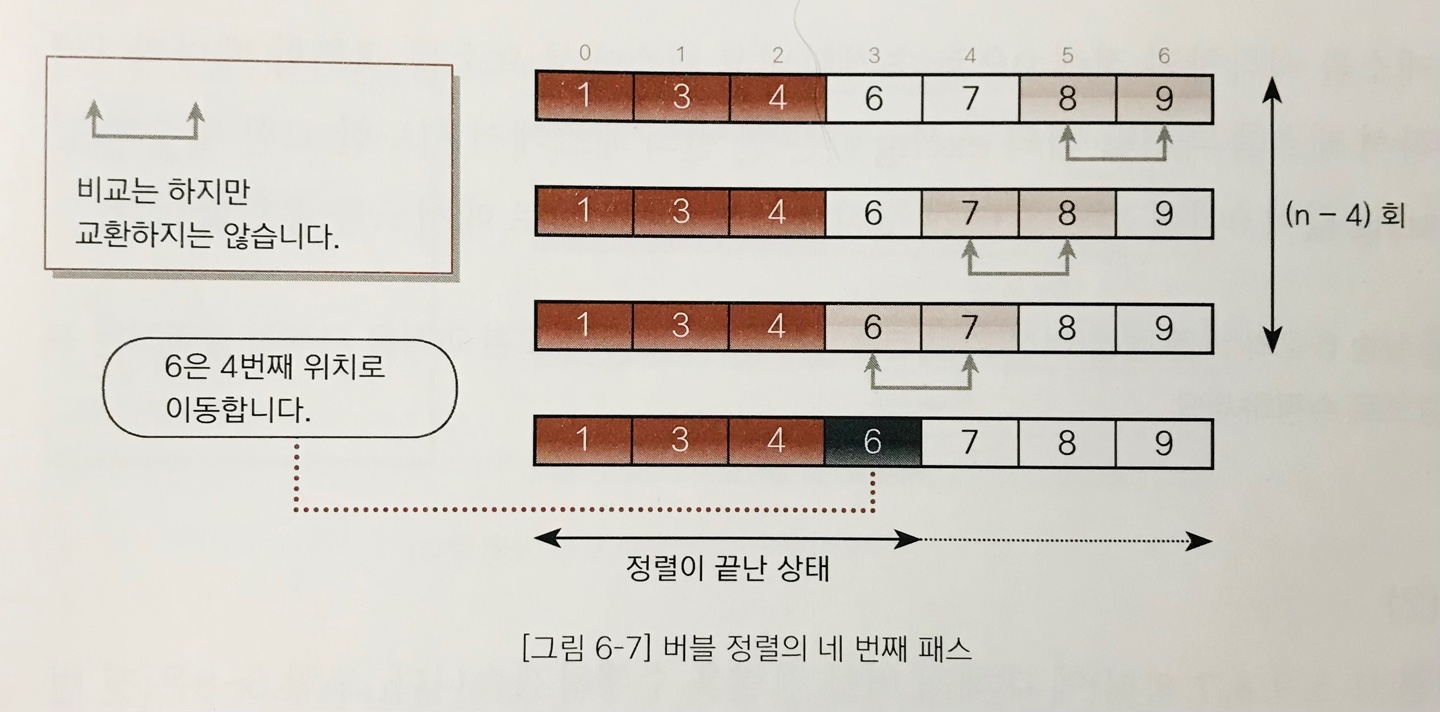 비교는 하지만
교환하지는 않습니다.
6은 4번째 위치로
이동합니다.
0 1 2 3 4 5 6
1 3 4 6 7 8 9
1 3 4 6 7 8 9
(n – 4) 회
1 3 4 6 7 8 9
1 3 4 6 7 8 9
정렬이 끝난 상태
[그림 6-7] 버블 정렬의 네 번째 패스